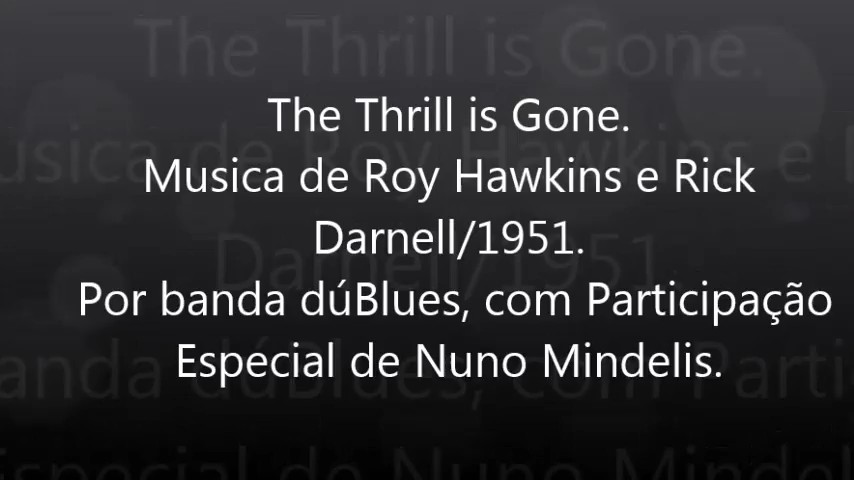 The Thrill is Gone.
Musica de Roy Hawkins e Rick
Darnell/1951.
Por banda dúBlues, com Participação
Especial de Nuno Mindelis.